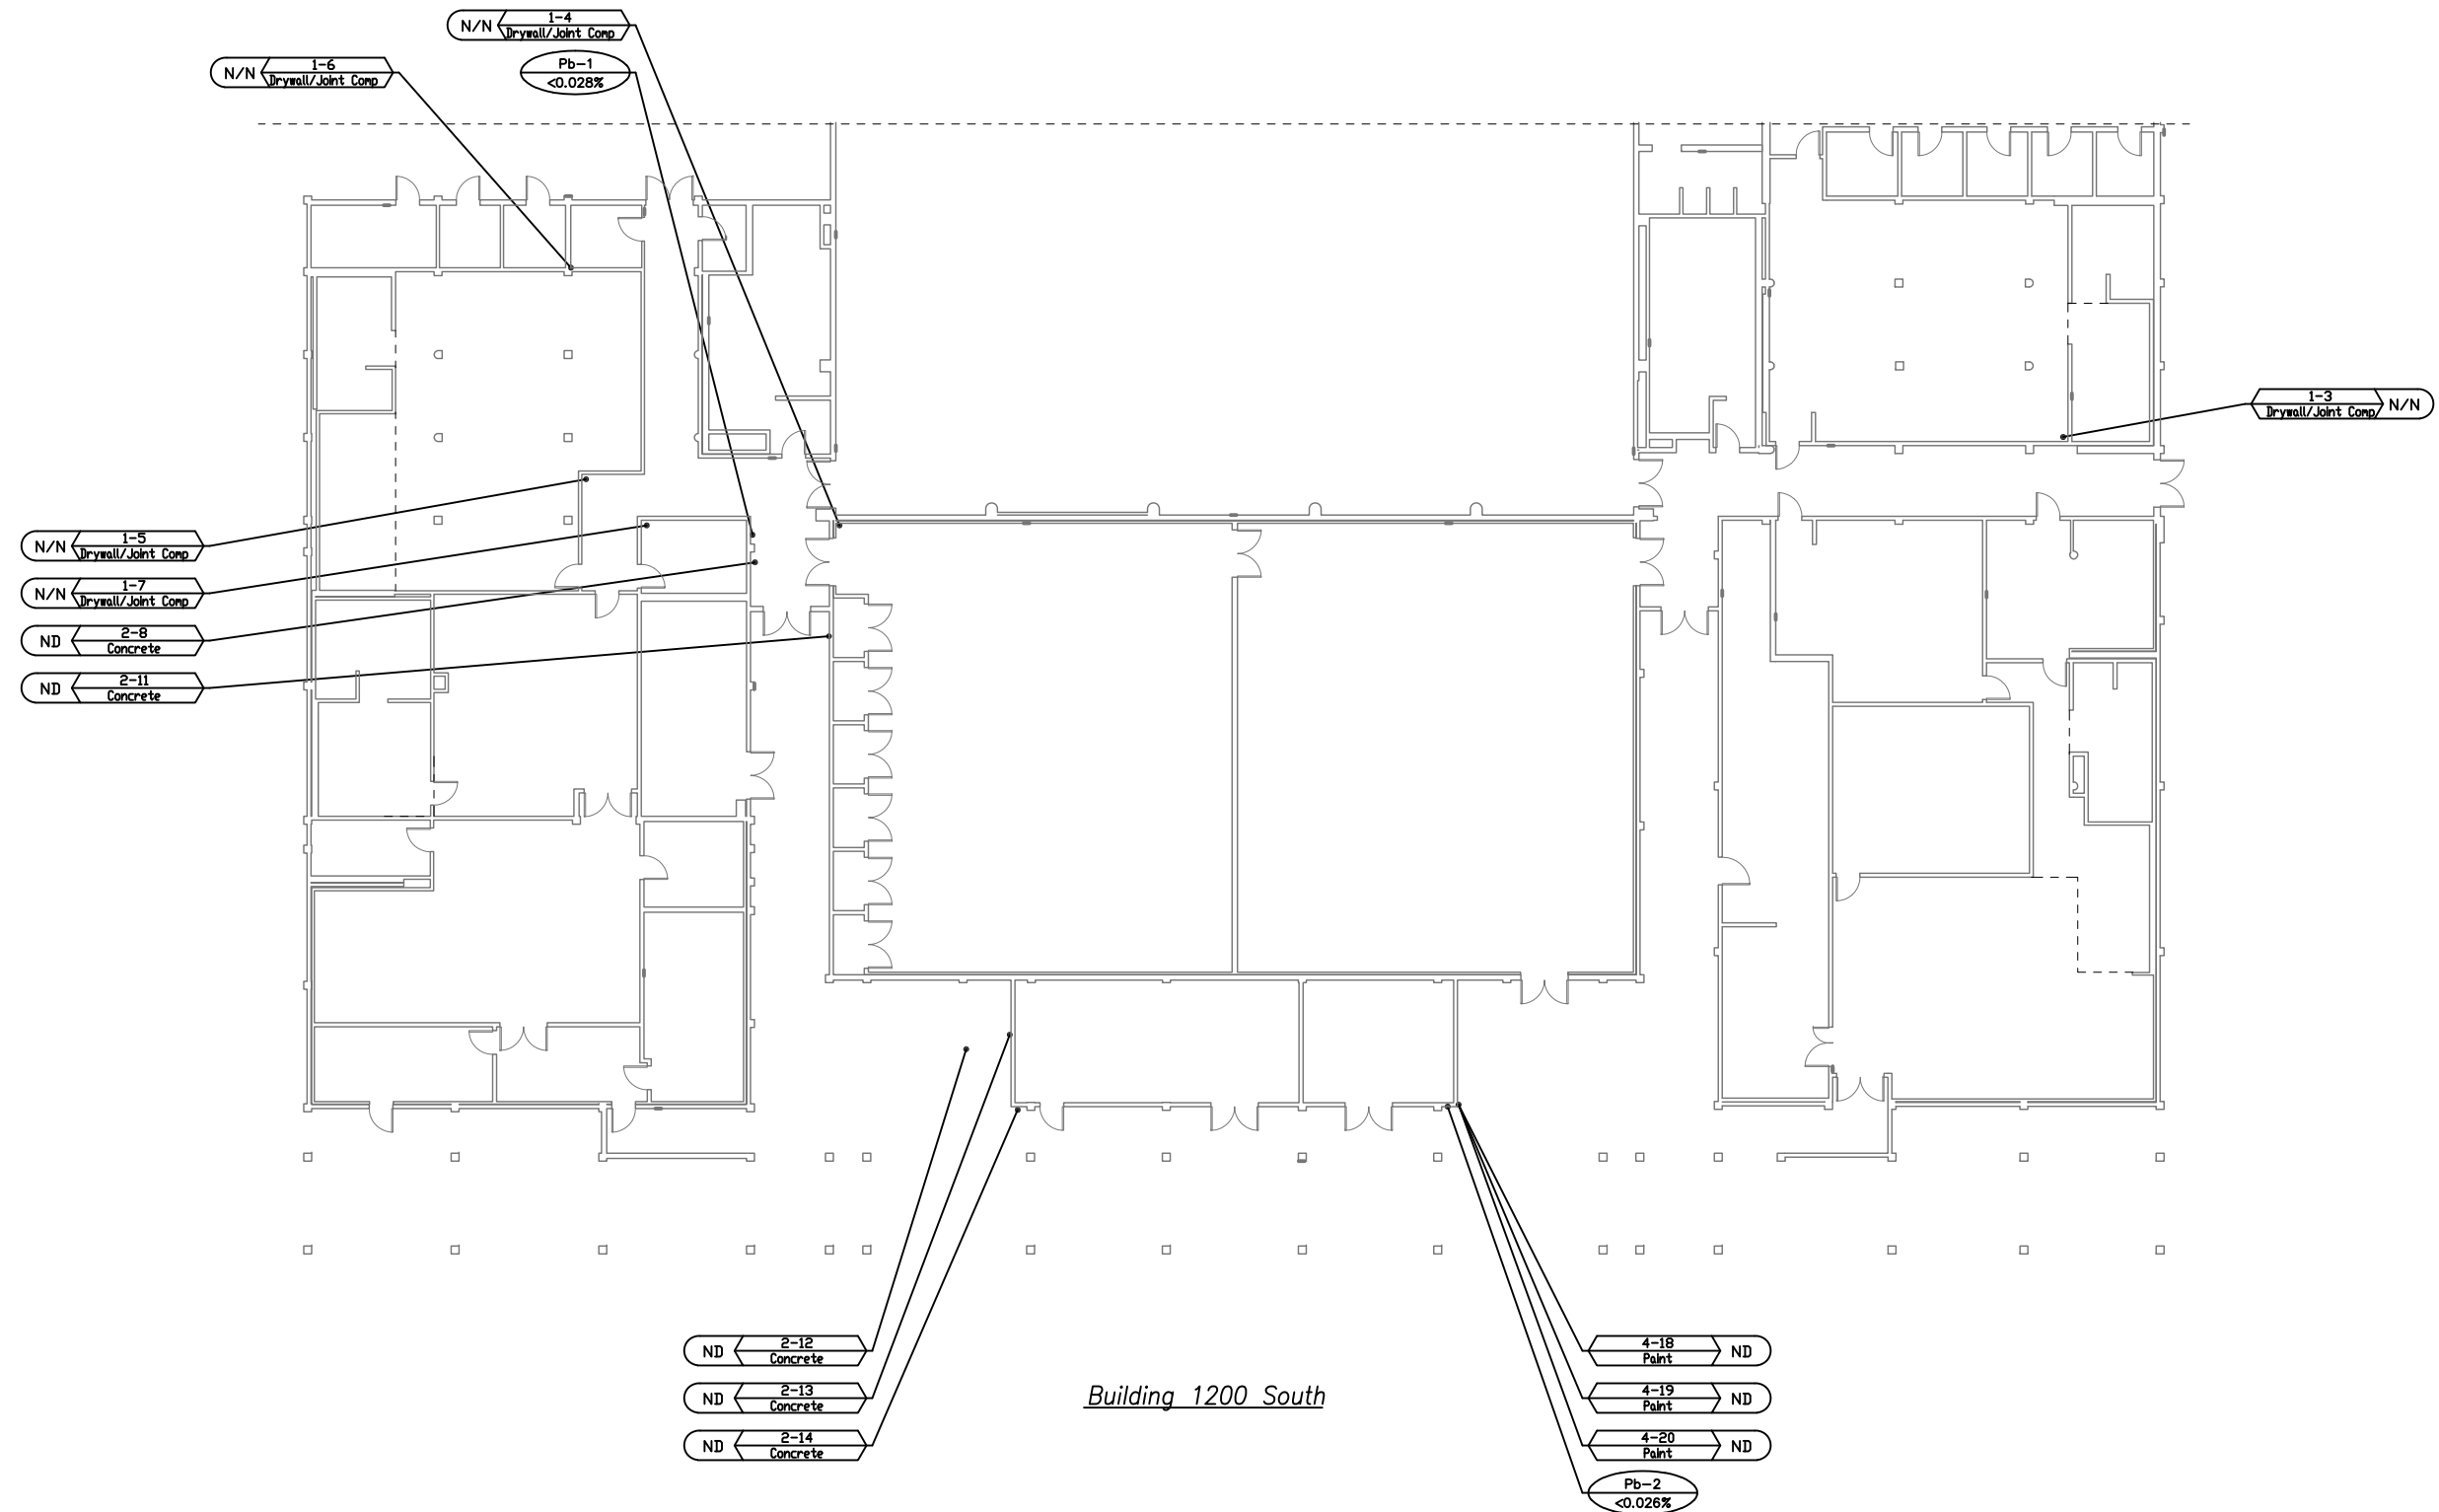 N/N
1-4
Drywall/Joint Comp
N/N
1-6
Drywall/Joint Comp
Pb-1
<0.028%
1-3
Drywall/Joint Comp
N/N
N/N
1-5
Drywall/Joint Comp
N/N
1-7
Drywall/Joint Comp
ND
2-8
Concrete
ND
2-11
Concrete
ND
2-12
Concrete
ND
2-13
Concrete
ND
2-14
Concrete
Building 1200 South
4-18
Paint
ND
4-19
Paint
ND
4-20
Paint
ND
Pb-2
<0.026%